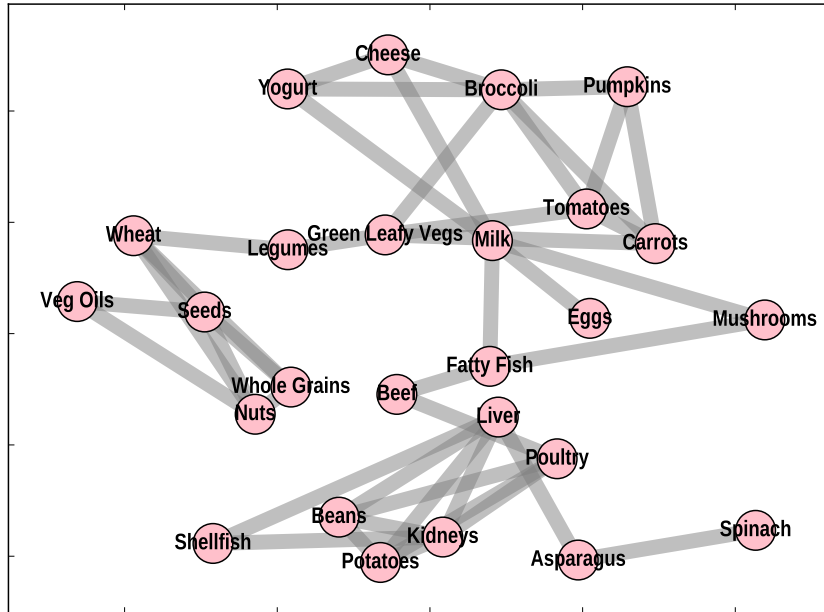 Cheese
Yogurt
Broccoli
Pumpkins
Tomatoes
Wheat
Green Leafy Vegs
Milk
Legumes
Carrots
Veg Oils
Seeds
Eggs
Mushrooms
Fatty Fish
Whole Grains
Beef
Nuts
Liver
Poultry
Beans
Spinach
Kidneys
Shellfish
Potatoes
Asparagus